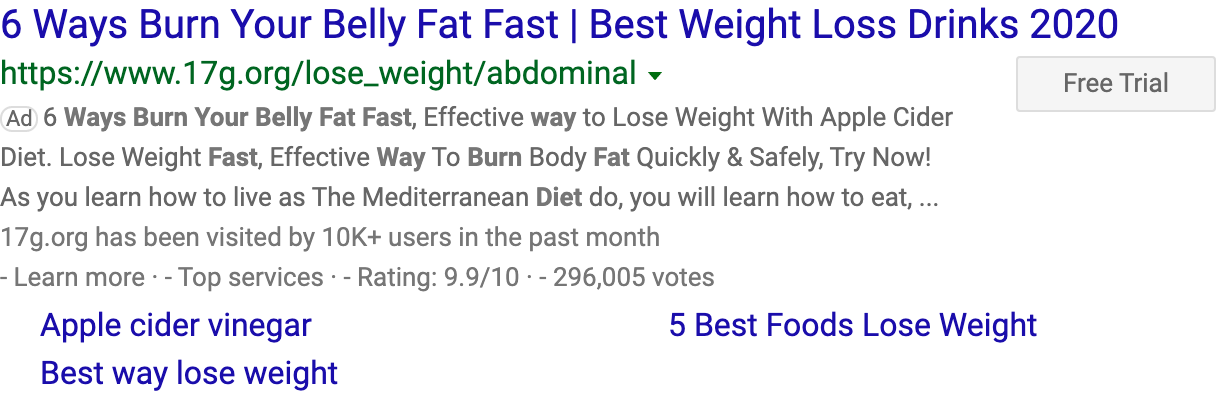 6 Ways Burn Your Belly Fat Fast | Best Weight Loss Drinks 2020
https://www.17g.org/lose_weight/abdominal
Free Trial
Ad 6 Ways Burn Your Belly Fat Fast, Effective way to Lose Weight With Apple Cider
Diet. Lose Weight Fast, Effective Way To Burn Body Fat Quickly & Safely, Try Now!
As you learn how to live as The Mediterranean Diet do, you will learn how to eat, ...
17g.org has been visited by 10K+ users in the past month
- Learn more · - Top services · - Rating: 9.9/10 · - 296,005 votes
Apple cider vinegar
5 Best Foods Lose Weight
Best way lose weight